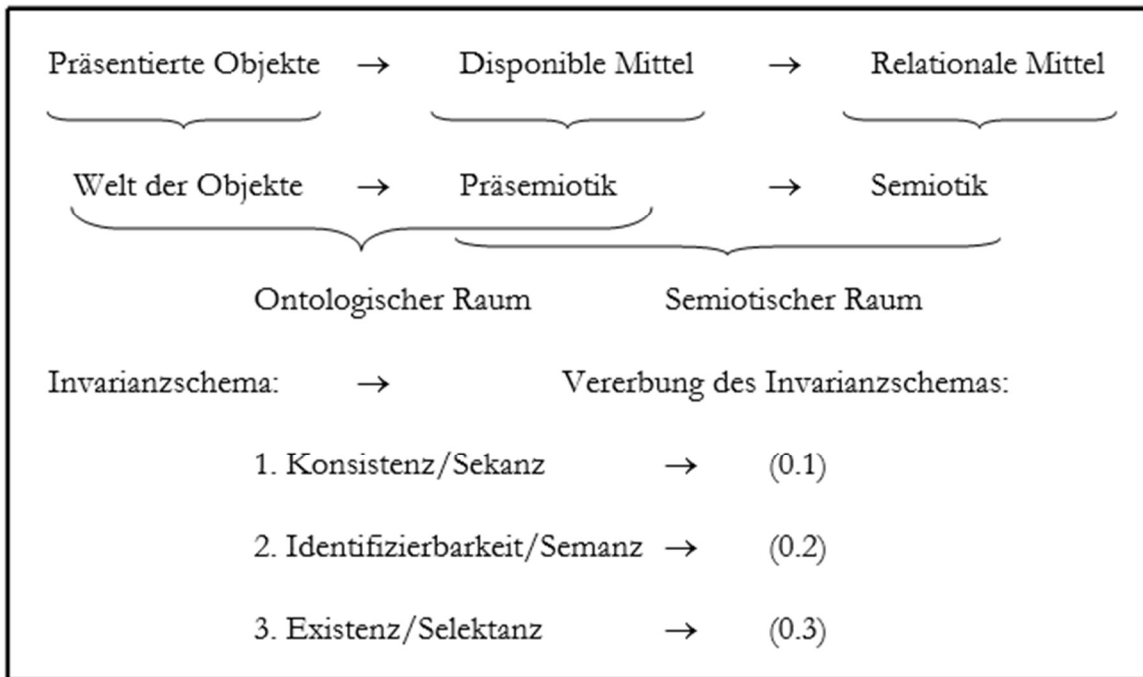 Präsentierte Objekte → Disponible Mittel → Relationale Mittel
Welt der Objekte → Präsemiotik → Semiotik
Ontologischer Raum Semiotischer Raum
Invarianzschema: → Vererbung des Invarianzschemas:
1. Konsistenz/Sekanz → (0.1)
2. Identifizierbarkeit/Semanz → (0.2)
3. Existenz/Selektanz → (0.3)